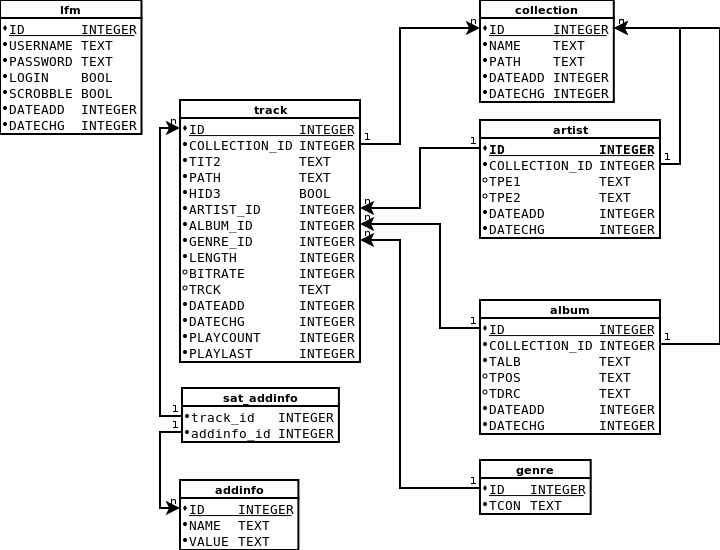 lfm
ID INTEGER
USERNAME TEXT
PASSWORD TEXT
LOGIN BOOL
SCROBBLE BOOL
DATEADD INTEGER
DATECHG INTEGER
track
ID INTEGER
COLLECTION_ID INTEGER
TIT2 TEXT
PATH TEXT
HID3 BOOL
ARTIST_ID INTEGER
ALBUM_ID INTEGER
GENRE_ID INTEGER
LENGTH INTEGER
BITRATE INTEGER
TRCK TEXT
DATEADD INTEGER
DATECHG INTEGER
PLAYCOUNT INTEGER
PLAYLAST INTEGER
n
1
n
n
n
sat_addinfo
track_id INTEGER
addinfo_id INTEGER
1
1
addinfo
ID INTEGER
NAME TEXT
VALUE TEXT
n
collection
ID INTEGER
NAME TEXT
PATH TEXT
DATEADD INTEGER
DATECHG INTEGER
n
n
artist
ID INTEGER
COLLECTION_ID INTEGER
TPE1 TEXT
TPE2 TEXT
DATEADD INTEGER
DATECHG INTEGER
1
1
album
ID INTEGER
COLLECTION_ID INTEGER
TALB TEXT
TPOS TEXT
TDRC TEXT
DATEADD INTEGER
DATECHG INTEGER
1
1
genre
ID INTEGER
TCON TEXT
1